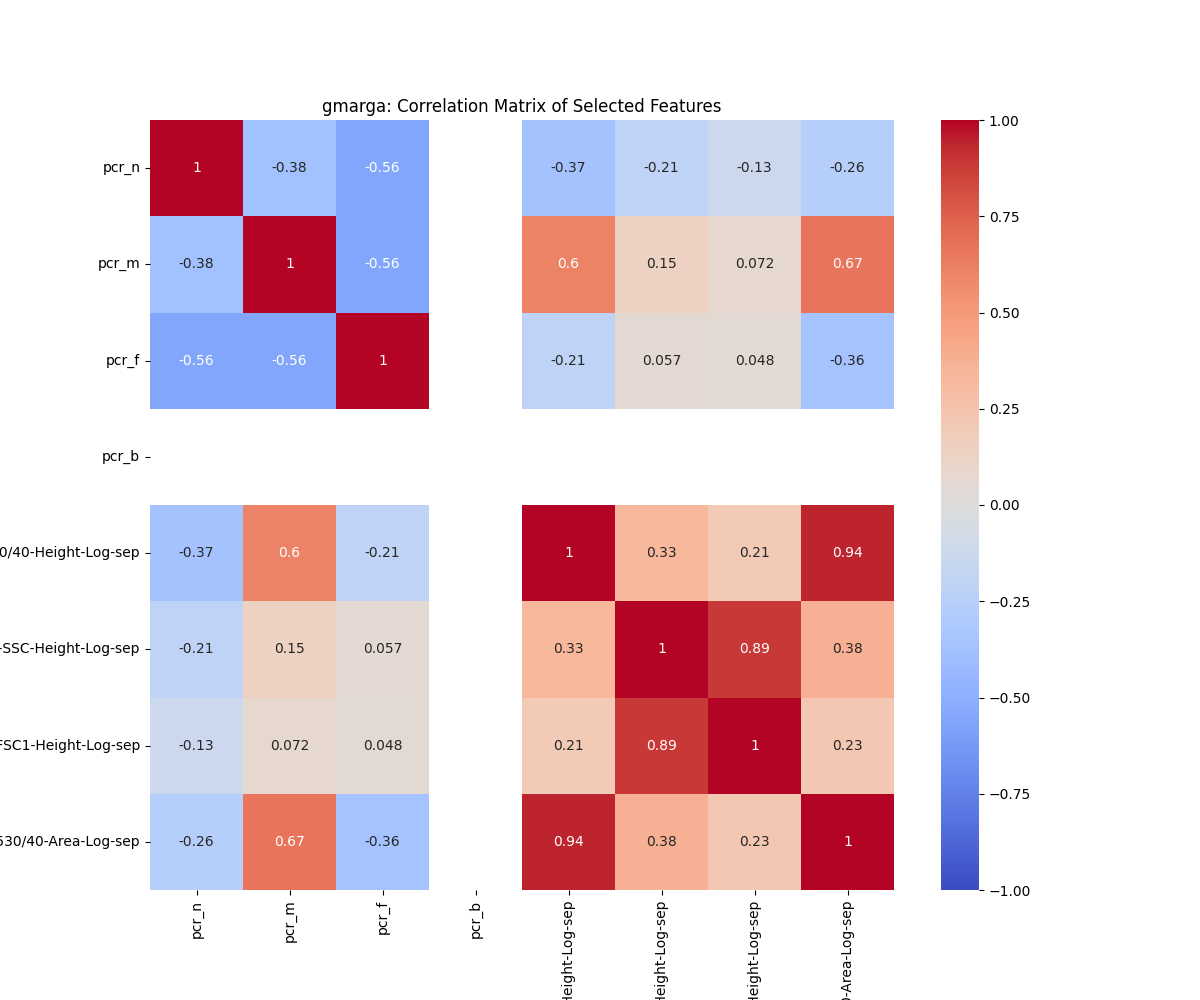 gmarga: Correlation Matrix of Selected Features
pcr_n 1 -0.38 -0.56 -0.37 -0.21 -0.13 -0.26
pcr_m -0.38 1 -0.56 0.6 0.15 0.072 0.67
pcr_f -0.56 -0.56 1 -0.21 0.057 0.048 -0.36
pcr_b
0/40-Height-Log-sep -0.37 0.6 -0.21 1 0.33 0.21 0.94
-SSC-Height-Log-sep -0.21 0.15 0.057 0.33 1 0.89 0.38
FSC1-Height-Log-sep -0.13 0.072 0.048 0.21 0.89 1 0.23
530/40-Area-Log-sep -0.26 0.67 -0.36 0.94 0.38 0.23 1
pcr_n
pcr_m
pcr_f
pcr_b
Height-Log-sep
Height-Log-sep
Height-Log-sep
-Area-Log-sep
1.00
0.75
0.50
0.25
0.00
−0.25
−0.50
−0.75
−1.00